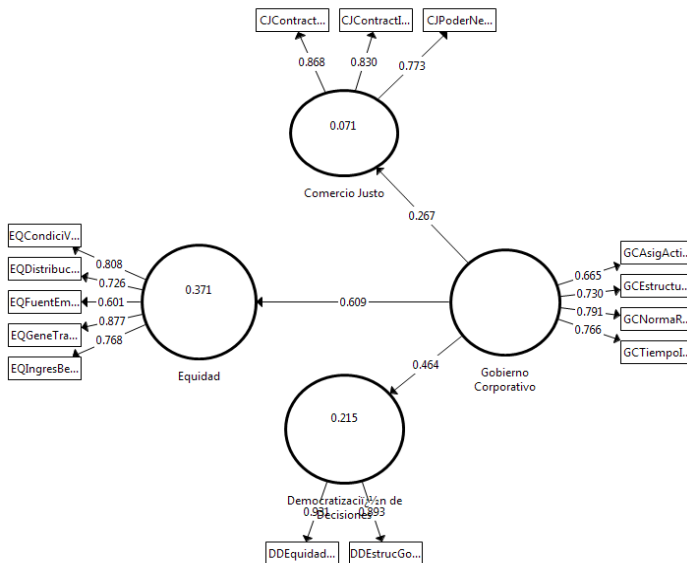 CJContract...
CJContractI...
CJPoderNe...
0.868
0.830
0.773
0.071
Comercio Justo
0.267
EQCondiciV...
EQDistribuc...
EQFuentEm...
EQGeneTra...
EQIngresBe...
0.808
0.726
0.601
0.877
0.768
0.371
Equidad
0.609
GCAsigActi...
GCEstructu...
GCNormaR...
GCTiempoI...
0.665
0.730
0.791
0.766
Gobierno
Corporativo
0.464
0.215
Democratizaciï¿½n de
Decisiones
0.931
0.893
DDEquidad...
DDEstrucGo...